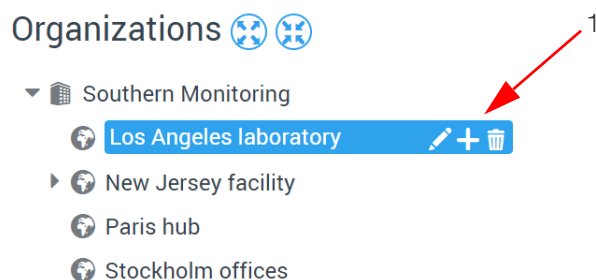 Organizations
1
Southern Monitoring
Los Angeles laboratory
New Jersey facility
Paris hub
Stockholm offices